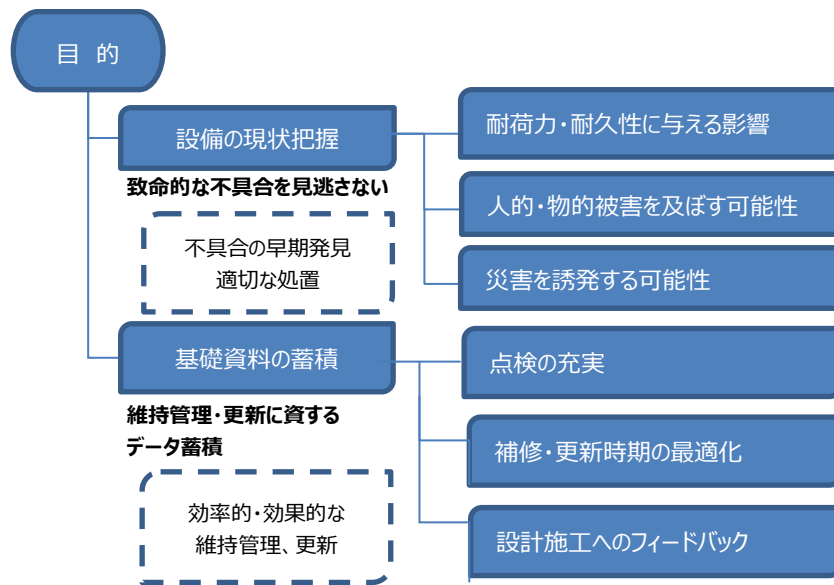 目 的
設備の現状把握
致命的な不具合を見逃さない
不具合の早期発見
適切な処置
耐荷力・耐久性に与える影響
人的・物的被害を及ぼす可能性
災害を誘発する可能性
基礎資料の蓄積
維持管理・更新に資する
データ蓄積
効率的・効果的な
維持管理、更新
点検の充実
補修・更新時期の最適化
設計施工へのフィードバック